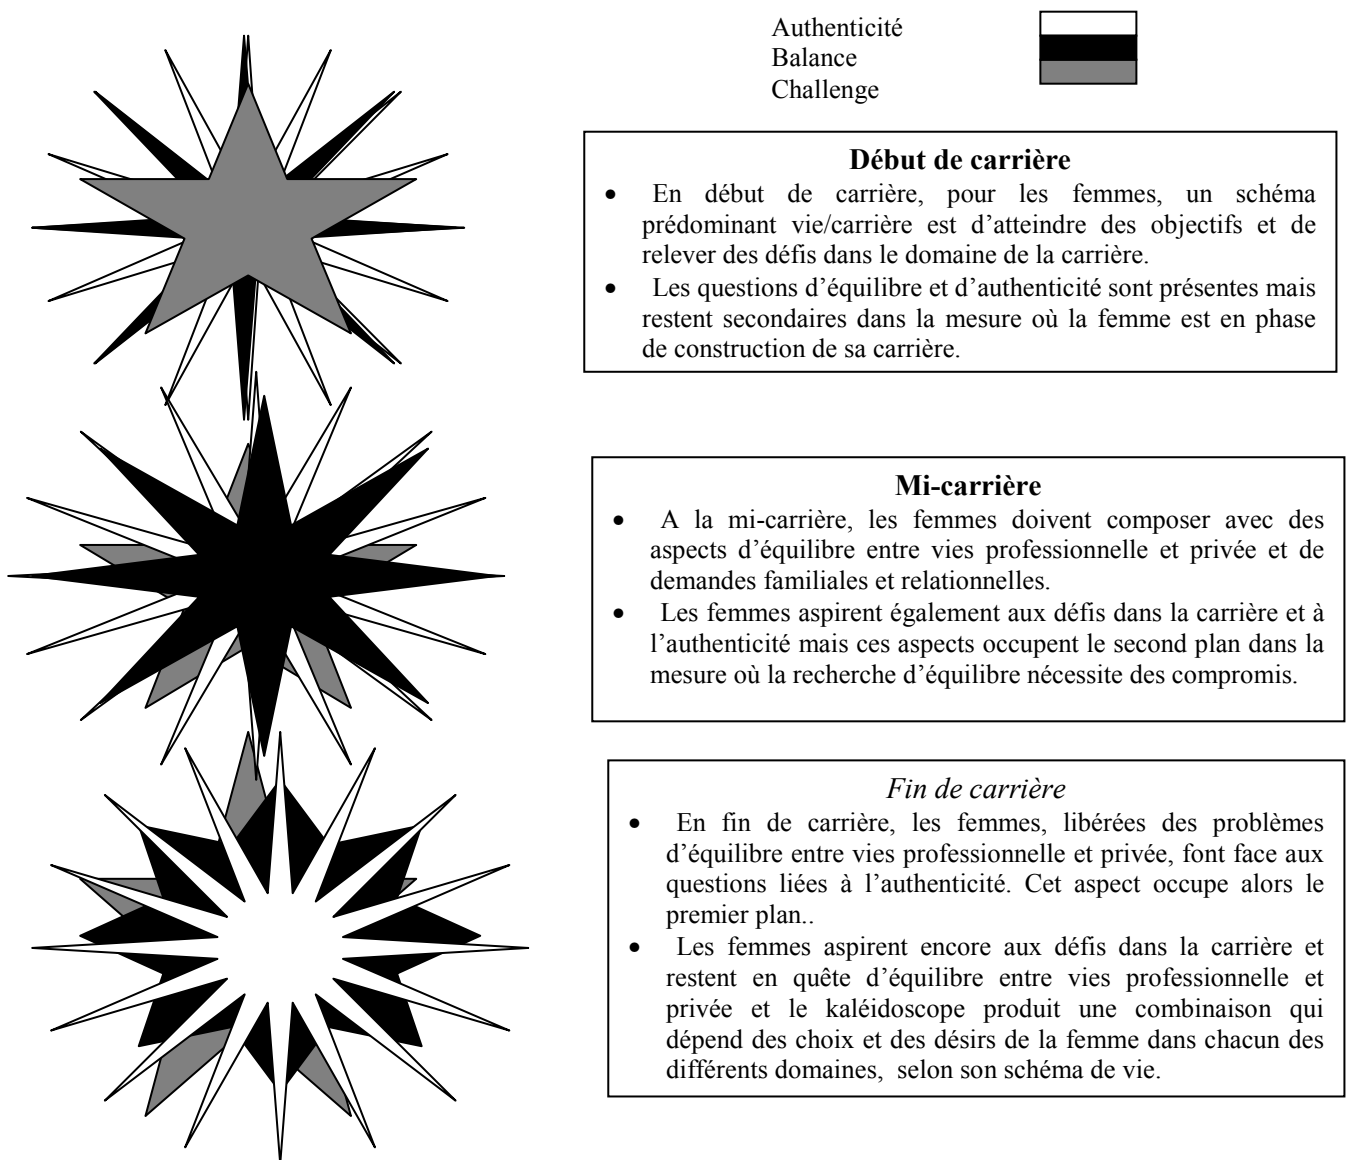 Authenticité
Balance
Challenge
Début de carrière
• En début de carrière, pour les femmes, un schéma
prédominant vie/carrière est d’atteindre des objectifs et de
relever des défis dans le domaine de la carrière.
• Les questions d’équilibre et d’authenticité sont présentes mais
restent secondaires dans la mesure où la femme est en phase
de construction de sa carrière.
Mi-carrière
• A la mi-carrière, les femmes doivent composer avec des
aspects d’équilibre entre vies professionnelle et privée et de
demandes familiales et relationnelles.
• Les femmes aspirent également aux défis dans la carrière et à
l’authenticité mais ces aspects occupent le second plan dans la
mesure où la recherche d’équilibre nécessite des compromis.
Fin de carrière
• En fin de carrière, les femmes, libérées des problèmes
d’équilibre entre vies professionnelle et privée, font face aux
questions liées à l’authenticité. Cet aspect occupe alors le
premier plan..
• Les femmes aspirent encore aux défis dans la carrière et
restent en quête d’équilibre entre vies professionnelle et
privée et le kaléidoscope produit une combinaison qui
dépend des choix et des désirs de la femme dans chacun des
différents domaines, selon son schéma de vie.